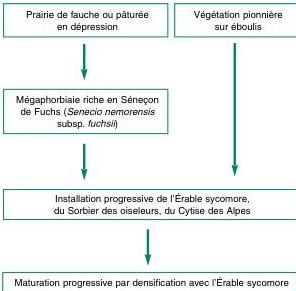 Prairie de fauche ou pâturée
en dépression
Végétation pionnière
sur éboulis
Mégaphorbiaie riche en Séneçon
de Fuchs (Senecio nemorensis
subsp. fuchsii)
Installation progressive de l'Érable sycomore,
du Sorbier des oiseleurs, du Cytise des Alpes
Maturation progressive par densification avec l'Érable sycomore